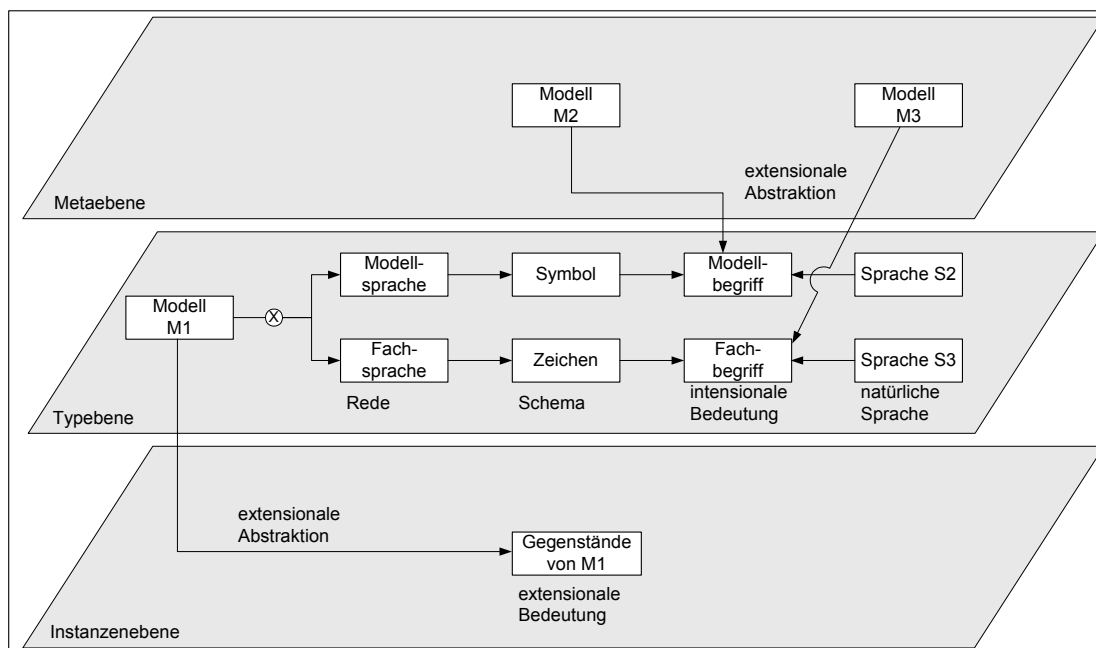 Modell
M2
Modell
M3
extensionale
Abstraktion
Metaebene
Modell-
sprache
Symbol
Modell-
begriff
Sprache S2
Modell
M1
X
Fach-
sprache
Zeichen
Fach-
begriff
Sprache S3
Rede
Schema
intensionale
Bedeutung
natürliche
Sprache
Typebene
extensionale
Abstraktion
Gegenstände
von M1
extensionale
Bedeutung
Instanzenebene